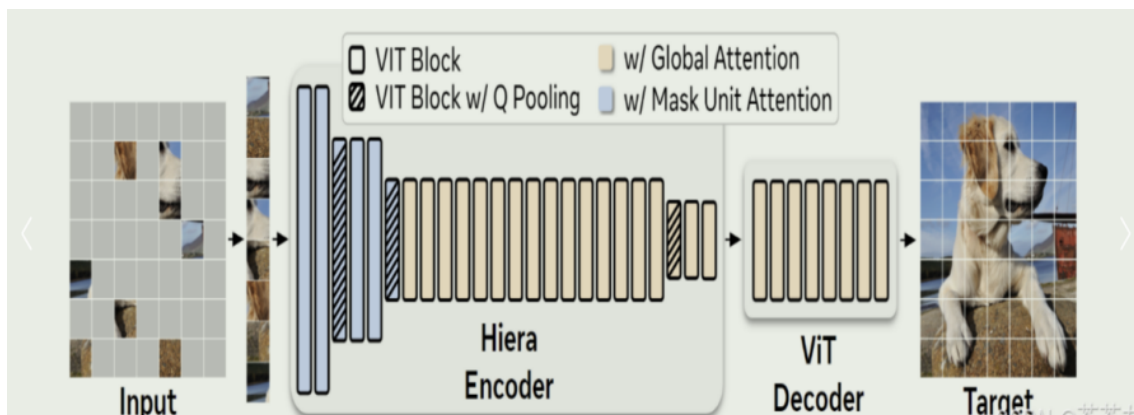 VIT Block
VIT Block w/ Q Pooling
w/ Global Attention
w/ Mask Unit Attention
Input
Hiera
Encoder
ViT
Decoder
Target